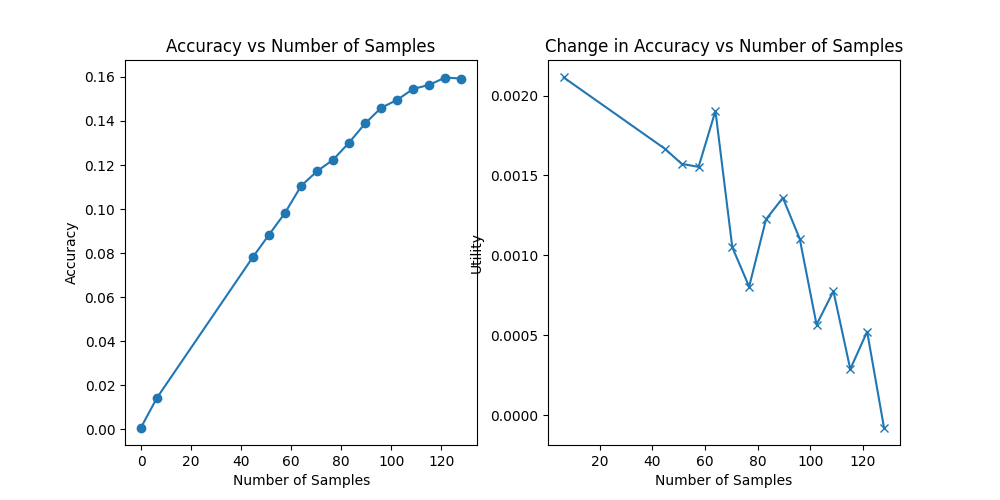 Accuracy vs Number of Samples
0.16
0.14
0.12
0.10
0.08
0.06
0.04
0.02
0.00
Accuracy
0 20 40 60 80 100 120
Number of Samples
Change in Accuracy vs Number of Samples
0.0020
0.0015
0.0010
0.0005
0.0000
Utility
20 40 60 80 100 120
Number of Samples